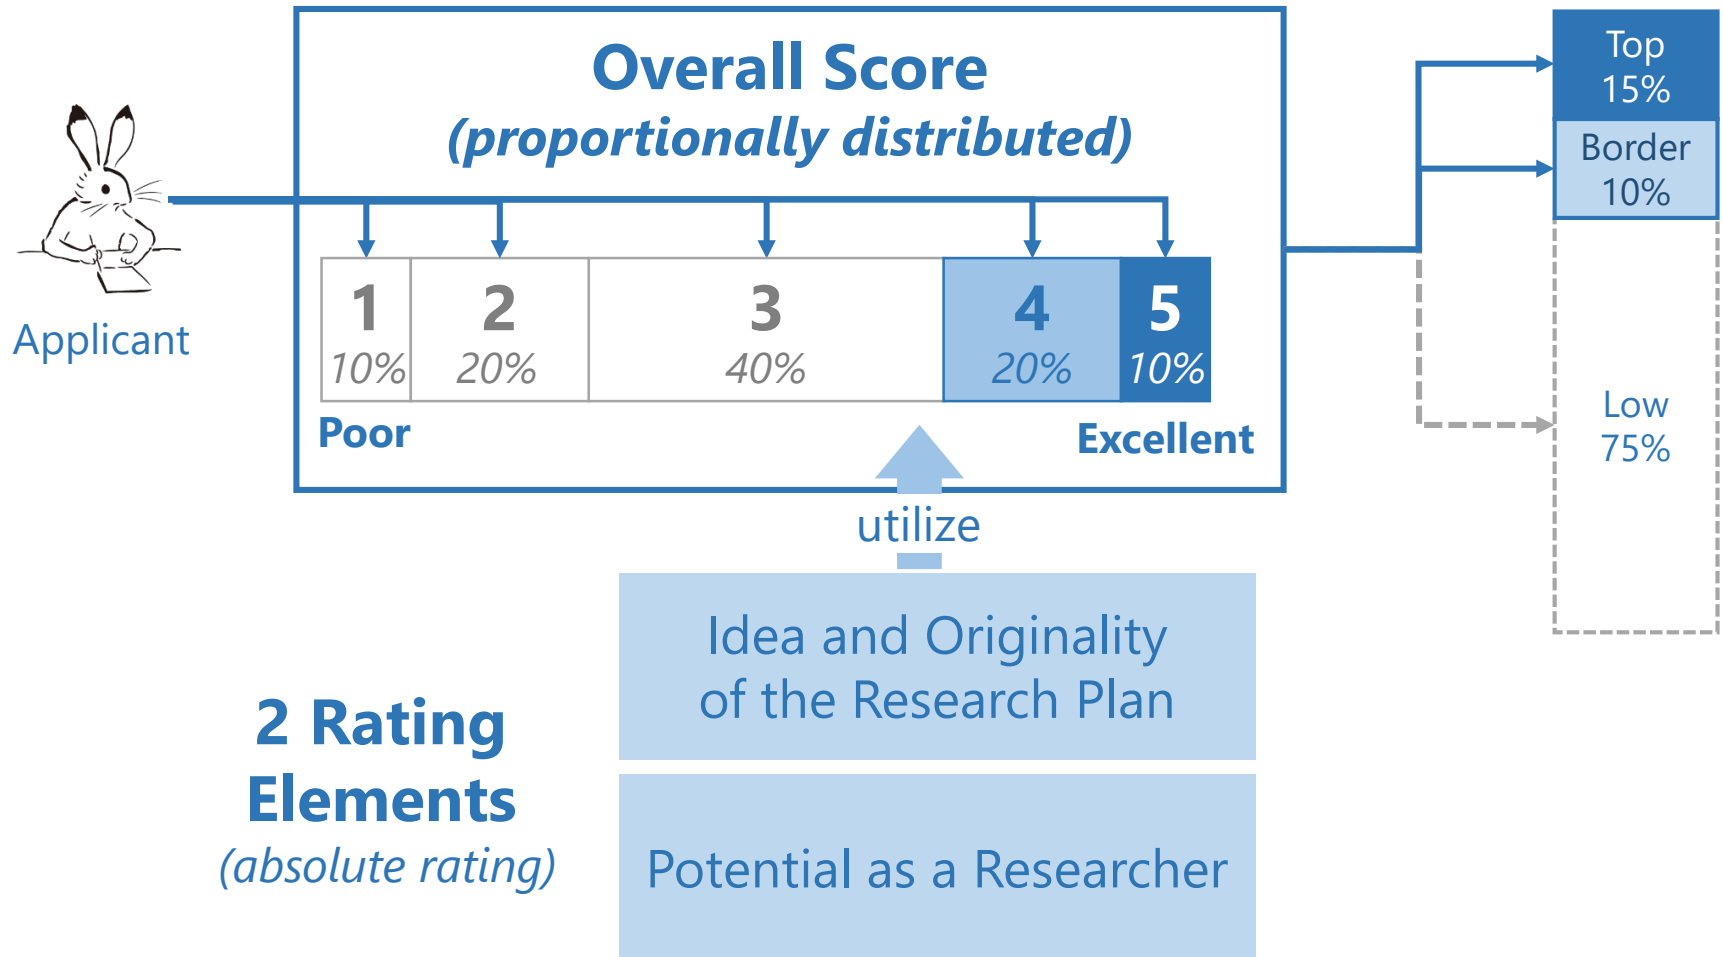 Overall Score
(proportionally distributed)
Applicant
1
10%
2
20%
3
40%
4
20%
5
10%
Poor
Excellent
utilize
Idea and Originality
of the Research Plan
Potential as a Researcher
2 Rating
Elements
(absolute rating)
Top
15%
Border
10%
Low
75%